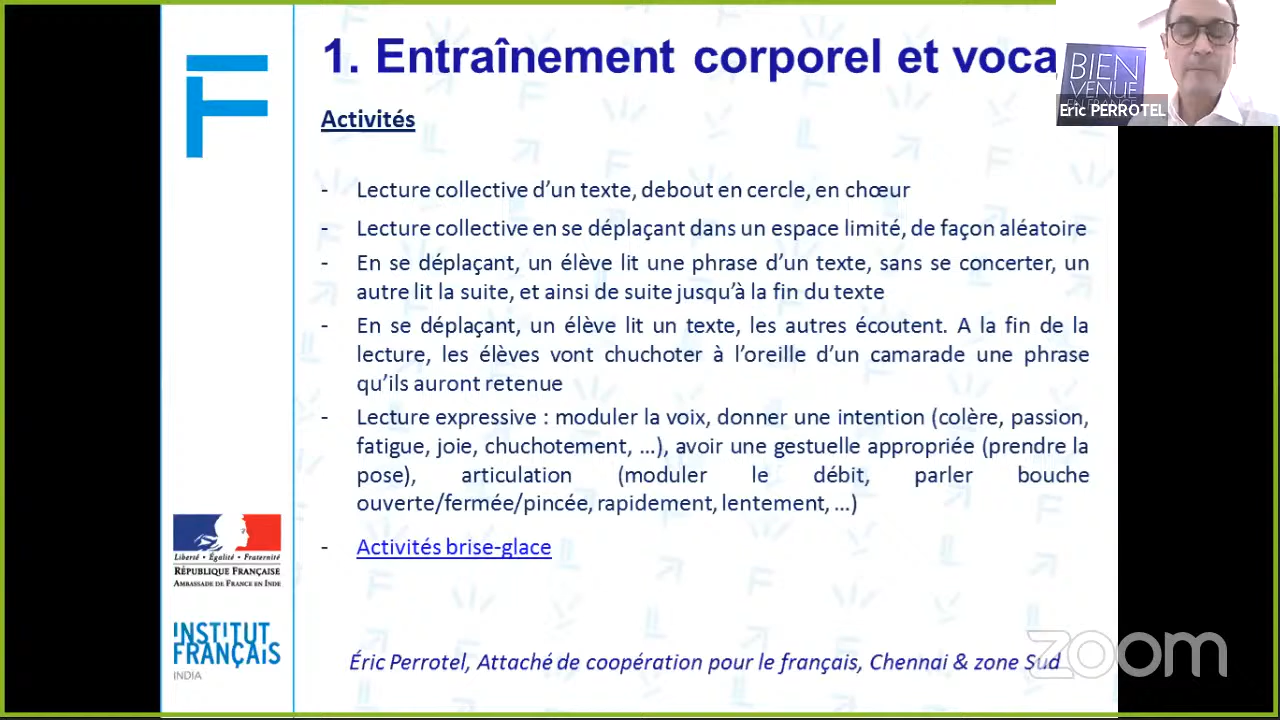 1. Entraînement corporel et voca
BIEN
VENUE
EN FRANCE
Eric PERROTEL
Activités
- Lecture collective d’un texte, debout en cercle, en chœur
- Lecture collective en se déplaçant dans un espace limité, de façon aléatoire
- En se déplaçant, un élève lit une phrase d’un texte, sans se concerter, un
autre lit la suite, et ainsi de suite jusqu’à la fin du texte
- En se déplaçant, un élève lit un texte, les autres écoutent. A la fin de la
lecture, les élèves vont chuchoter à l’oreille d’un camarade une phrase
qu’ils auront retenue
- Lecture expressive : moduler la voix, donner une intention (colère, passion,
fatigue, joie, chuchotement, …), avoir une gestuelle appropriée (prendre la
pose), articulation (moduler le débit, parler bouche
ouverte/fermée/pincée, rapidement, lentement, …)
- Activités brise-glace
Liberté • Égalité • Fraternité
RÉPUBLIQUE FRANÇAISE
AMBASSADE DE FRANCE EN INDE
INSTITUT
FRANÇAIS
INDIA
Éric Perrotel, Attaché de coopération pour le français, Chennai & zone Sud
zoom